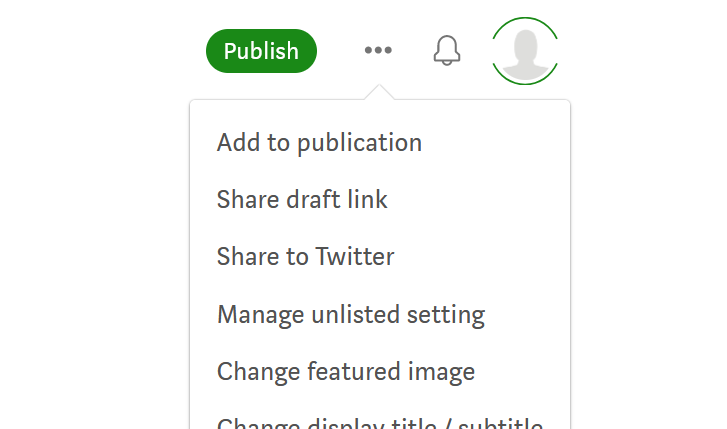 Publish
Add to publication
Share draft link
Share to Twitter
Manage unlisted setting
Change featured image
Change display title / subtitle